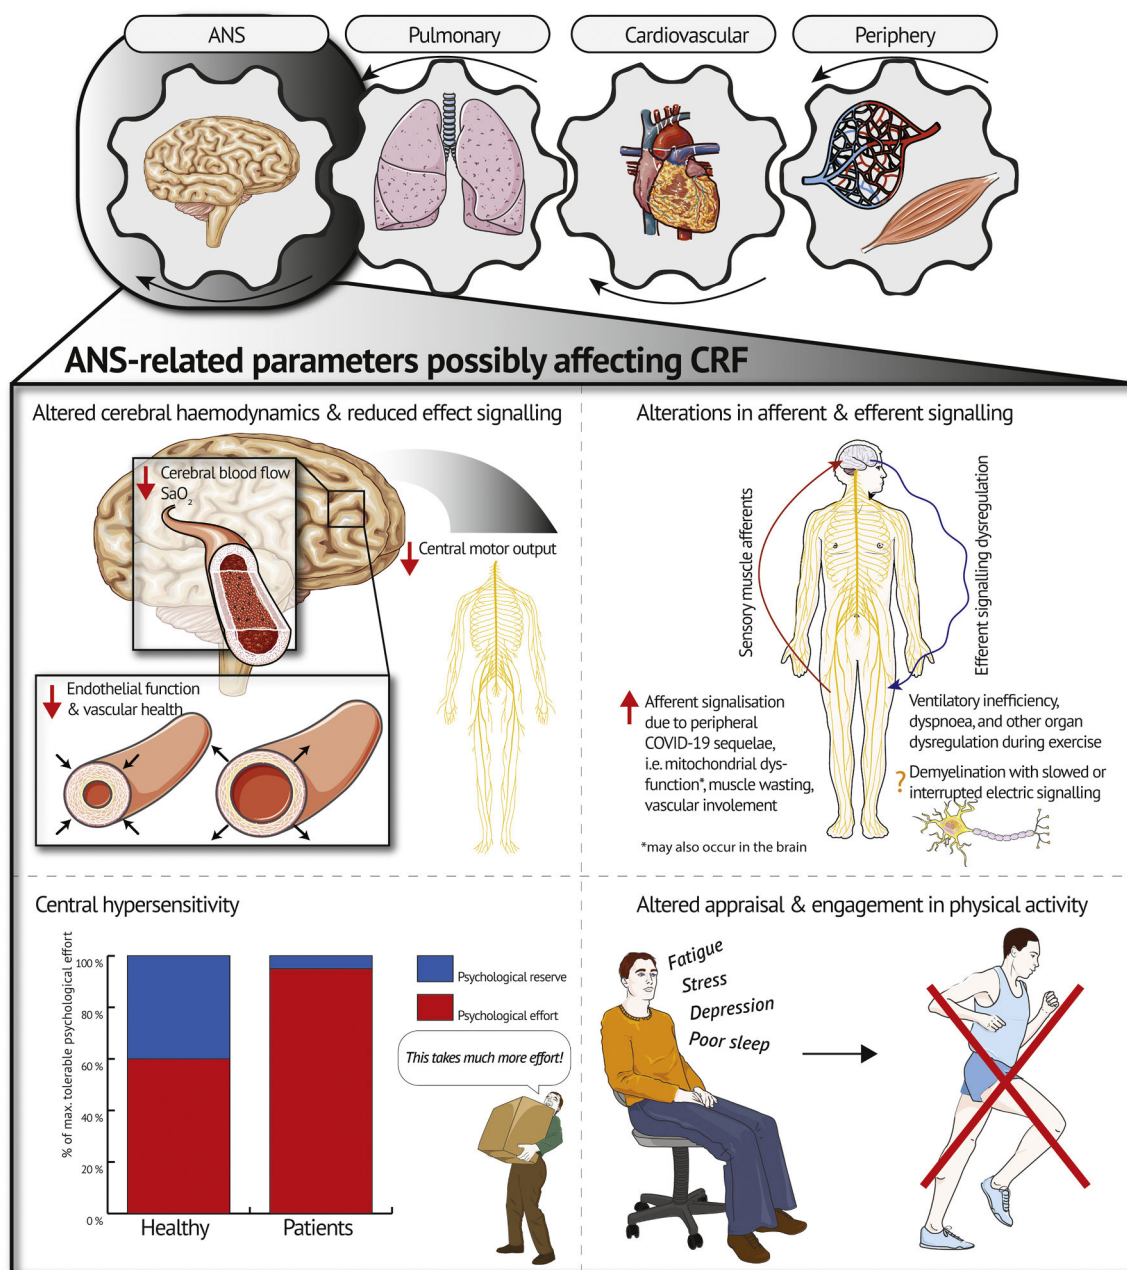 ANS
Pulmonary
Cardiovascular
Periphery
ANS-related parameters possibly affecting CRF
Altered cerebral haemodynamics & reduced effect signalling
Cerebral blood flow
SaO₂
Central motor output
Endothelial function
& vascular health
Alterations in afferent & efferent signalling
Sensory muscle afferents
Efferent signalling dysregulation
Afferent signalisation
due to peripheral
COVID-19 sequelae,
i.e. mitochondrial dys-
function*, muscle wasting,
vascular involement
*may also occur in the brain
Ventilatory inefficiency,
dyspnoea, and other organ
dysregulation during exercise
? Demyelination with slowed or
interrupted electric signalling
Central hypersensitivity
% of max. tolerable psychological effort
100 %
80 %
60 %
40 %
20 %
0 %
Healthy
Patients
Psychological reserve
Psychological effort
This takes much more effort!
Altered appraisal & engagement in physical activity
Fatigue
Stress
Depression
Poor sleep